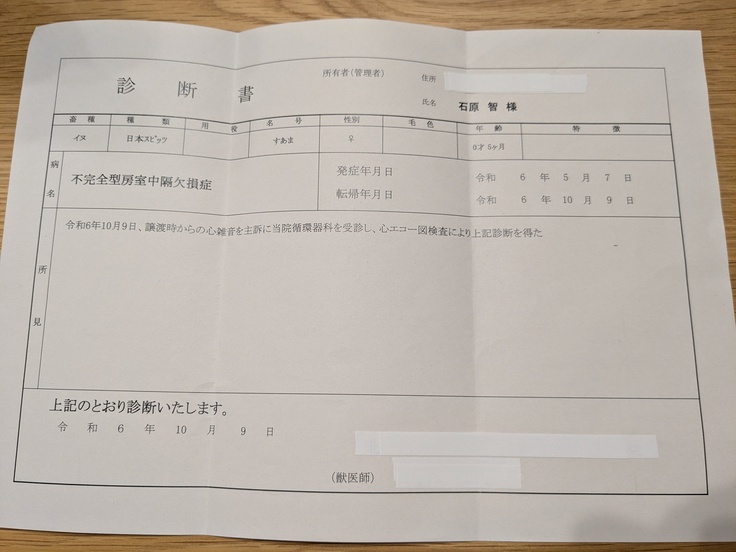 診 断 書
所有者(管理者)
住所
氏名 石原 智 様
畜種 種類 用役 名号 性別 毛色 年齢 特徴
イヌ 日本スピッツ すあま ♀ 0才 5ヶ月
病名 不完全型房室中隔欠損症
発症年月日 令和 6 年 5 月 7 日
転帰年月日 令和 6 年 10 月 9 日
所見
令和6年10月9日、譲渡時からの心雑音を主訴に当院循環器科を受診し、心エコー図検査により上記診断を得た
上記のとおり診断いたします。
令 和 6 年 10 月 9 日
(獣医師)